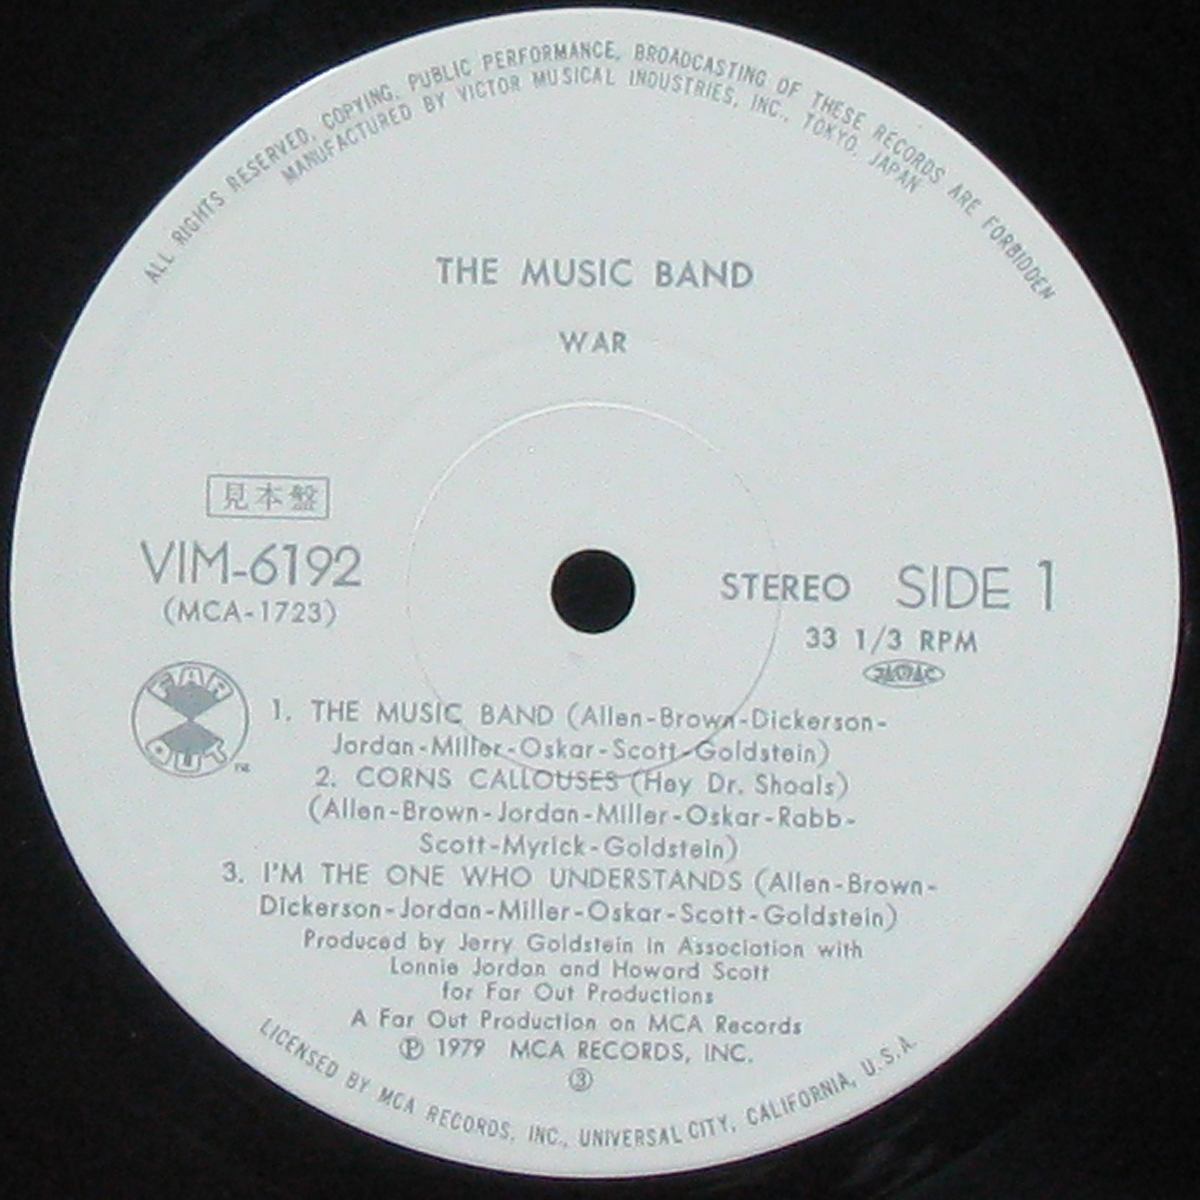 ALL RIGHTS RESERVED, COPYING, PUBLIC PERFORMANCE, BROADCASTING OF THESE RECORDS ARE FORBIDDEN
MANUFACTURED BY VICTOR MUSICAL INDUSTRIES, INC., TOKYO, JAPAN
THE MUSIC BAND
WAR
見本盤
VIM-6192
(MCA-1723)
STEREO SIDE 1
33 1/3 RPM
FAR OUT
1. THE MUSIC BAND (Allen-Brown-Dickerson-
Jordan-Miller-Oskar-Scott-Goldstein)
2. CORNS CALLOUSES (Hey Dr. Shoals)
(Allen-Brown-Jordan-Miller-Oskar-Rabb-
Scott-Myrick-Goldstein)
3. I'M THE ONE WHO UNDERSTANDS (Allen-Brown-
Dickerson-Jordan-Miller-Oskar-Scott-Goldstein)
Produced by Jerry Goldstein in Association with
Lonnie Jordan and Howard Scott
for Far Out Productions
A Far Out Production on MCA Records
Ⓟ 1979 MCA RECORDS, INC.
③
LICENSED BY MCA RECORDS, INC., UNIVERSAL CITY, CALIFORNIA, U.S.A.